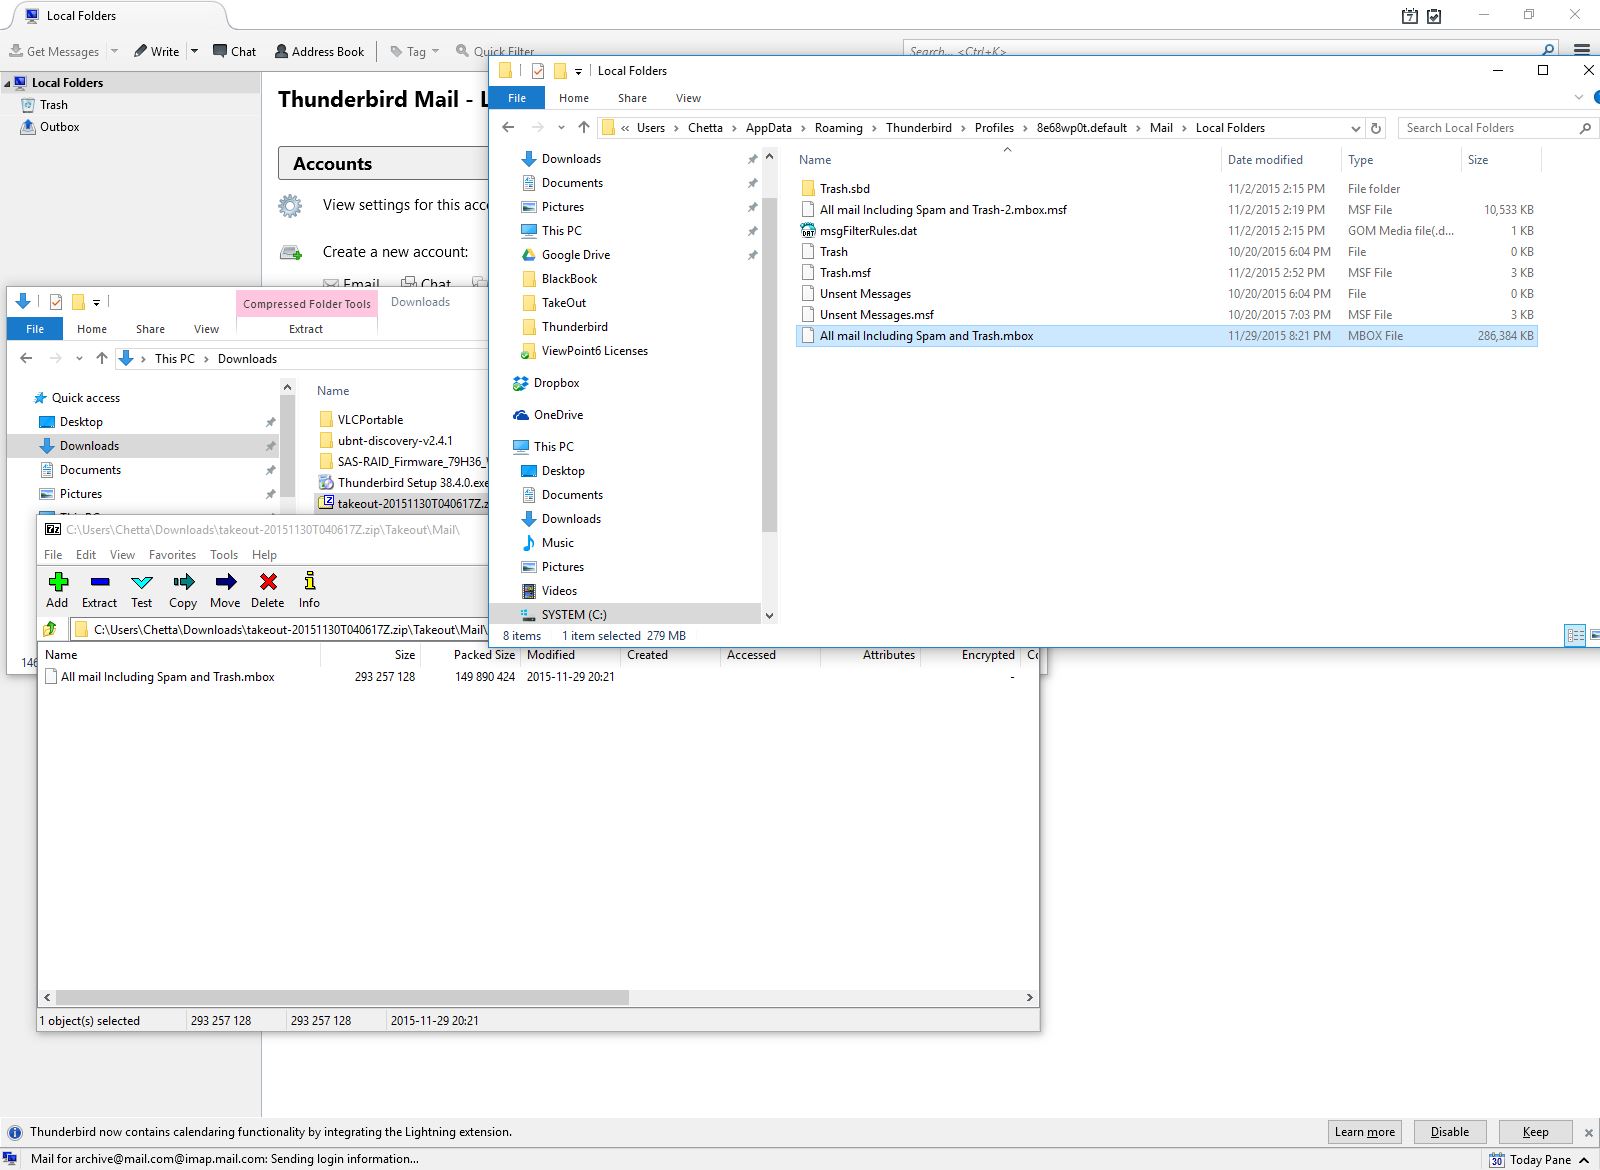 Local Folders
Get Messages Write Chat Address Book Tag Quick Filter Search... <Ctrl+K>
Local Folders
Trash
Outbox
Thunderbird Mail - L
Accounts
View settings for this acc
Create a new account:
Email Chat
Local Folders
File Home Share View
« Users › Chetta › AppData › Roaming › Thunderbird › Profiles › 8e68wp0t.default › Mail › Local Folders
Search Local Folders
Downloads
Documents
Pictures
This PC
Google Drive
BlackBook
TakeOut
Thunderbird
ViewPoint6 Licenses
Dropbox
OneDrive
This PC
Desktop
Documents
Downloads
Music
Pictures
Videos
SYSTEM (C:)
Name Date modified Type Size
Trash.sbd 11/2/2015 2:15 PM File folder
All mail Including Spam and Trash-2.mbox.msf 11/2/2015 2:19 PM MSF File 10,533 KB
DAT msgFilterRules.dat 11/2/2015 2:15 PM GOM Media file(.d... 1 KB
Trash 10/20/2015 6:04 PM File 0 KB
Trash.msf 11/2/2015 2:52 PM MSF File 3 KB
Unsent Messages 10/20/2015 6:04 PM File 0 KB
Unsent Messages.msf 10/20/2015 7:03 PM MSF File 3 KB
All mail Including Spam and Trash.mbox 11/29/2015 8:21 PM MBOX File 286,384 KB
8 items 1 item selected 279 MB
Compressed Folder Tools Downloads
File Home Share View Extract
› This PC › Downloads
Quick access
Desktop
Downloads
Documents
Pictures
This PC
Name
VLCPortable
ubnt-discovery-v2.4.1
SAS-RAID_Firmware_79H36_
Thunderbird Setup 38.4.0.exe
takeout-20151130T040617Z.z
146
7z C:\Users\Chetta\Downloads\takeout-20151130T040617Z.zip\Takeout\Mail\
File Edit View Favorites Tools Help
Add Extract Test Copy Move Delete Info
C:\Users\Chetta\Downloads\takeout-20151130T040617Z.zip\Takeout\Mail\
Name Size Packed Size Modified Created Accessed Attributes Encrypted Co
All mail Including Spam and Trash.mbox 293 257 128 149 890 424 2015-11-29 20:21 -
1 object(s) selected 293 257 128 293 257 128 2015-11-29 20:21
Thunderbird now contains calendaring functionality by integrating the Lightning extension. Learn more Disable Keep
Mail for archive@mail.com@imap.mail.com: Sending login information... 30 Today Pane